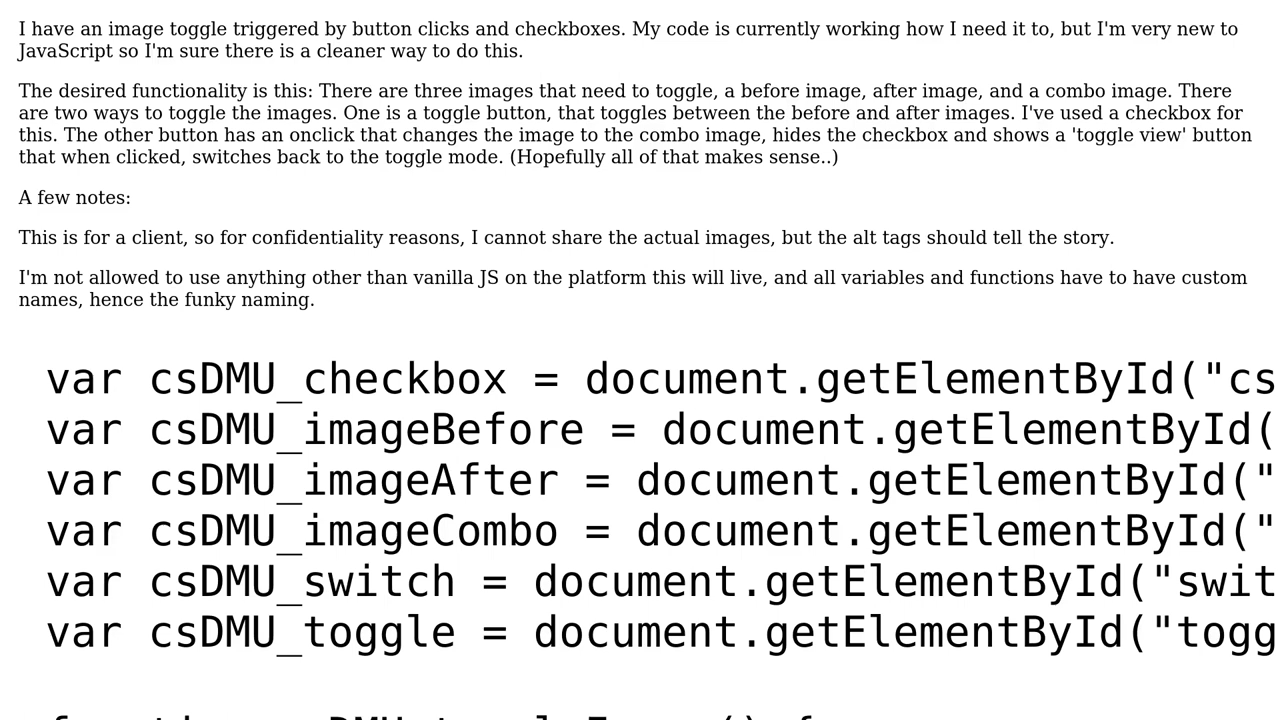 I have an image toggle triggered by button clicks and checkboxes. My code is currently working how I need it to, but I'm very new to
JavaScript so I'm sure there is a cleaner way to do this.
The desired functionality is this: There are three images that need to toggle, a before image, after image, and a combo image. There
are two ways to toggle the images. One is a toggle button, that toggles between the before and after images. I've used a checkbox for
this. The other button has an onclick that changes the image to the combo image, hides the checkbox and shows a 'toggle view' button
that when clicked, switches back to the toggle mode. (Hopefully all of that makes sense..)
A few notes:
This is for a client, so for confidentiality reasons, I cannot share the actual images, but the alt tags should tell the story.
I'm not allowed to use anything other than vanilla JS on the platform this will live, and all variables and functions have to have custom
names, hence the funky naming.
var csDMU_checkbox = document.getElementById("cs
var csDMU_imageBefore = document.getElementById(
var csDMU_imageAfter = document.getElementById("
var csDMU_imageCombo = document.getElementById("
var csDMU_switch = document.getElementById("swit
var csDMU_toggle = document.getElementById("togg